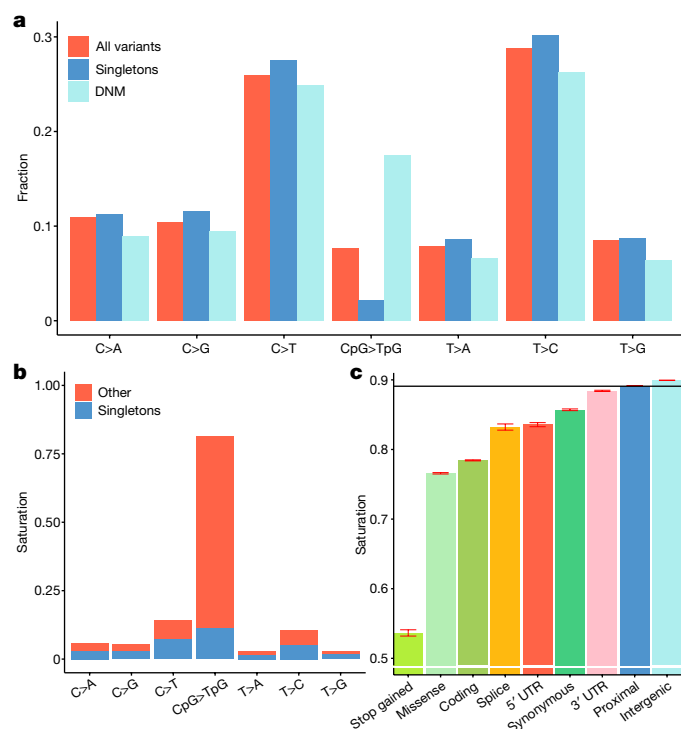 a
All variants
Singletons
DNM
Fraction
0.3
0.2
0.1
0
C>A
C>G
C>T
CpG>TpG
T>A
T>C
T>G
b
Other
Singletons
Saturation
1.00
0.75
0.50
0.25
0
C>A
C>G
C>T
CpG>TpG
T>A
T>C
T>G
c
Saturation
0.9
0.8
0.7
0.6
0.5
Stop gained
Missense
Coding
Splice
5′ UTR
Synonymous
3′ UTR
Proximal
Intergenic